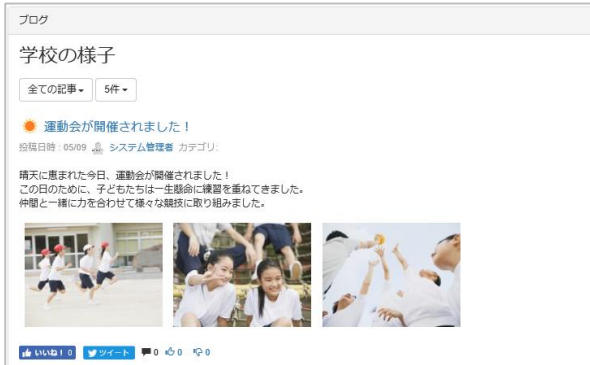 ブログ
学校の様子
全ての記事 5件
運動会が開催されました！
投稿日時 : 05/09 システム管理者 カテゴリ:
晴天に恵まれた今日、運動会が開催されました！
この日のために、子どもたちは一生懸命に練習を重ねてきました。
仲間と一緒に力を合わせて様々な競技に取り組みました。
いいね！ 0 ツイート 0 0 0